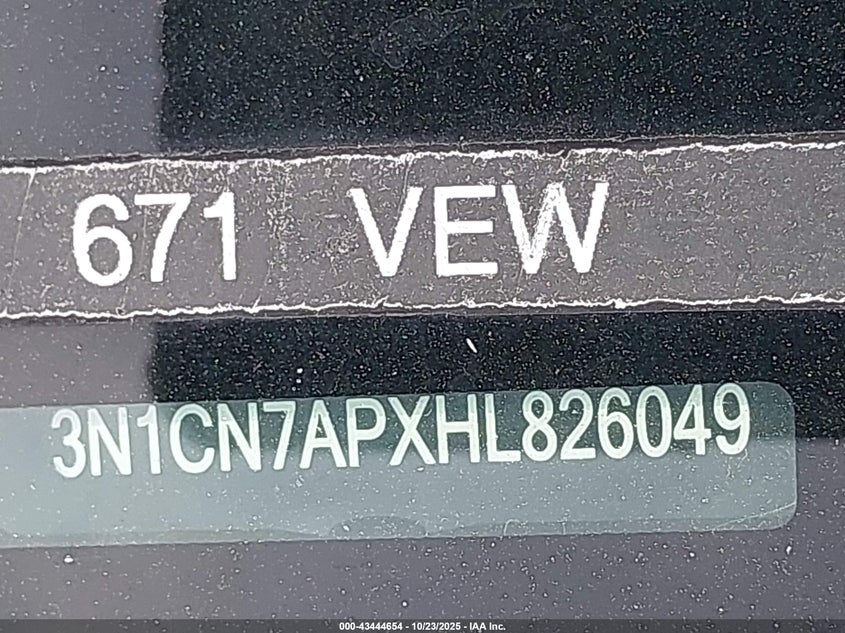 671 VEW
3N1CN7APXHL826049
000-43444654 - 10/23/2025 - IAA Inc.